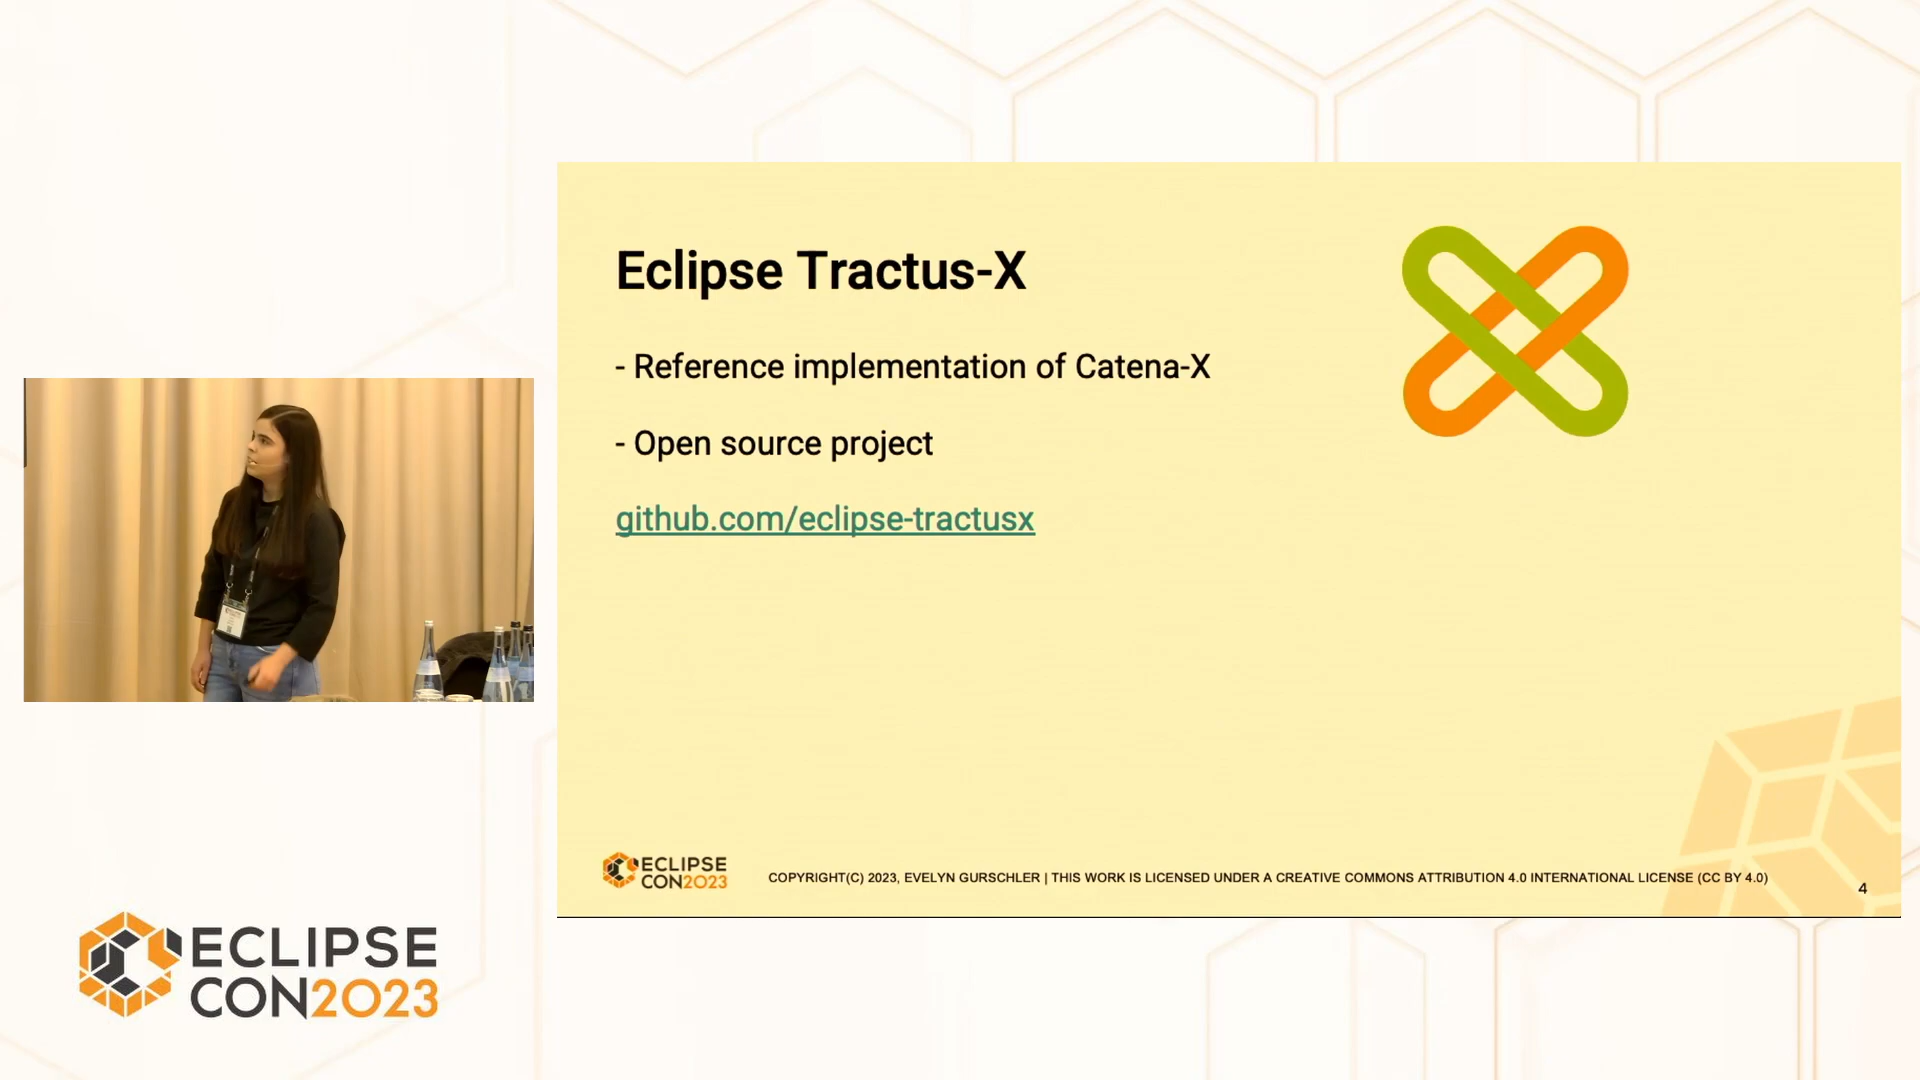 Eclipse Tractus-X
- Reference implementation of Catena-X
- Open source project
github.com/eclipse-tractusx
ECLIPSE
CON2023
COPYRIGHT(C) 2023, EVELYN GURSCHLER | THIS WORK IS LICENSED UNDER A CREATIVE COMMONS ATTRIBUTION 4.0 INTERNATIONAL LICENSE (CC BY 4.0)
4
ECLIPSE
CON2023